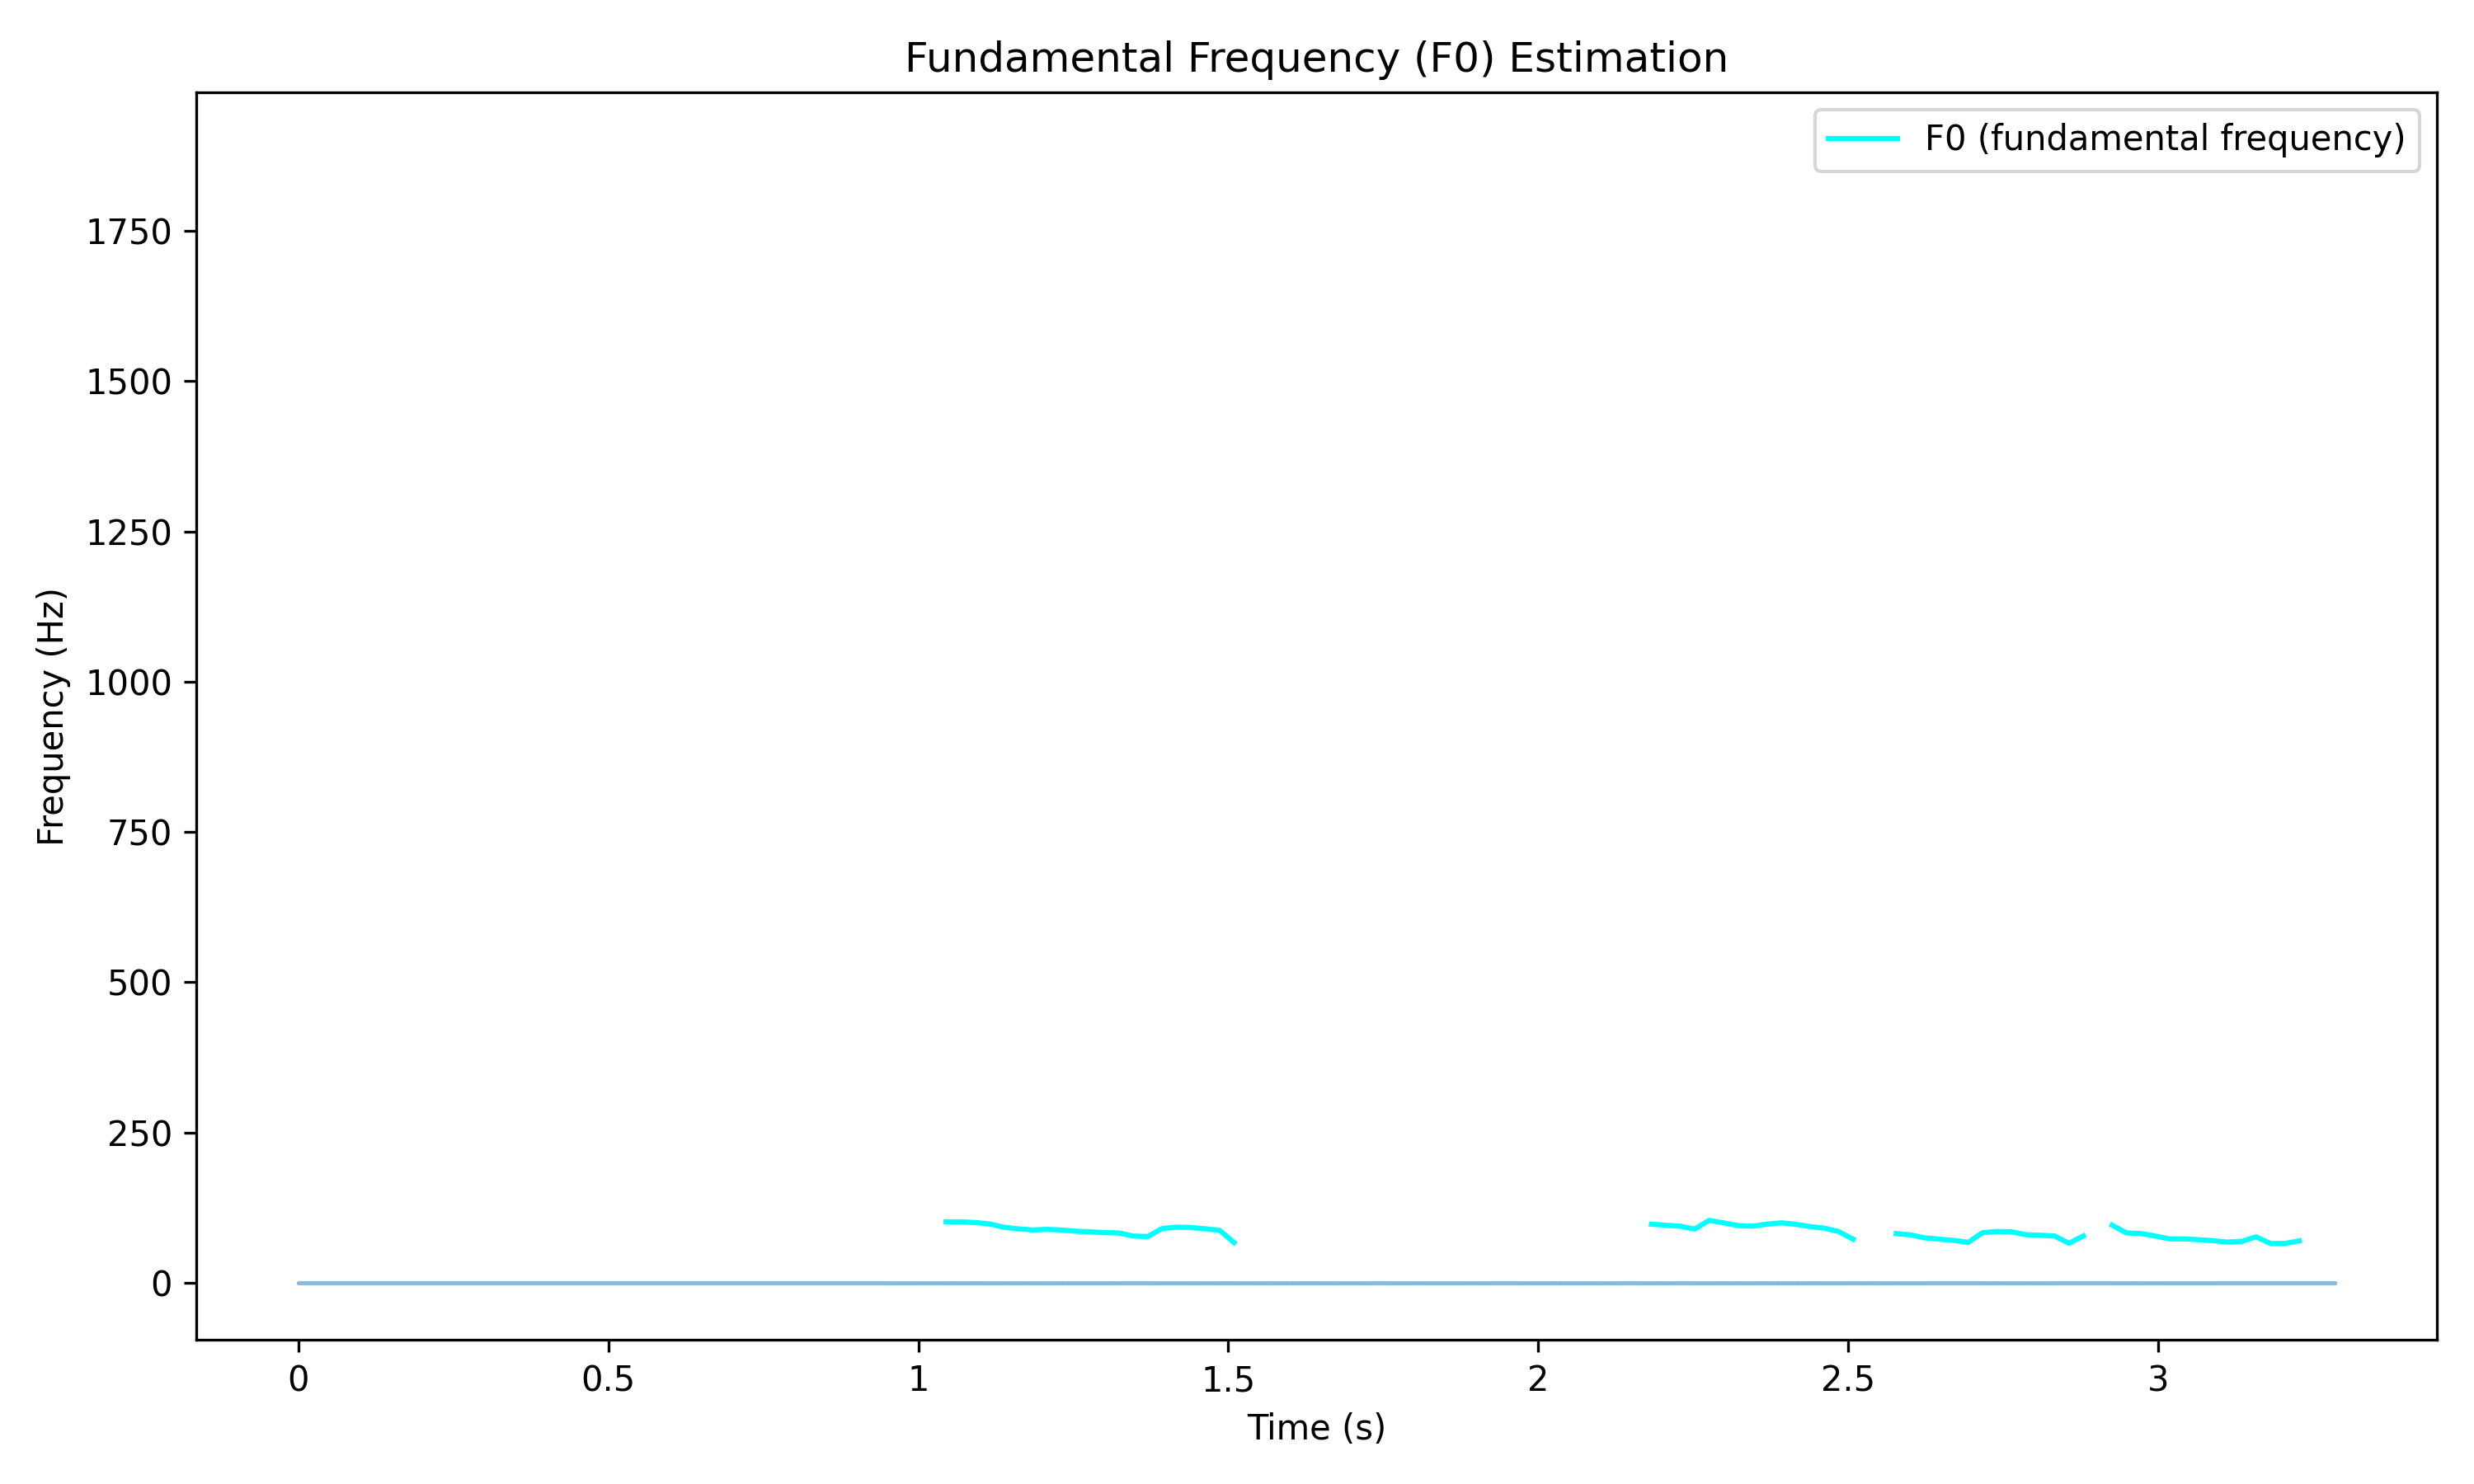 Fundamental Frequency (F0) Estimation
F0 (fundamental frequency)
1750
1500
1250
1000
750
500
250
0
Frequency (Hz)
0 0.5 1 1.5 2 2.5 3
Time (s)